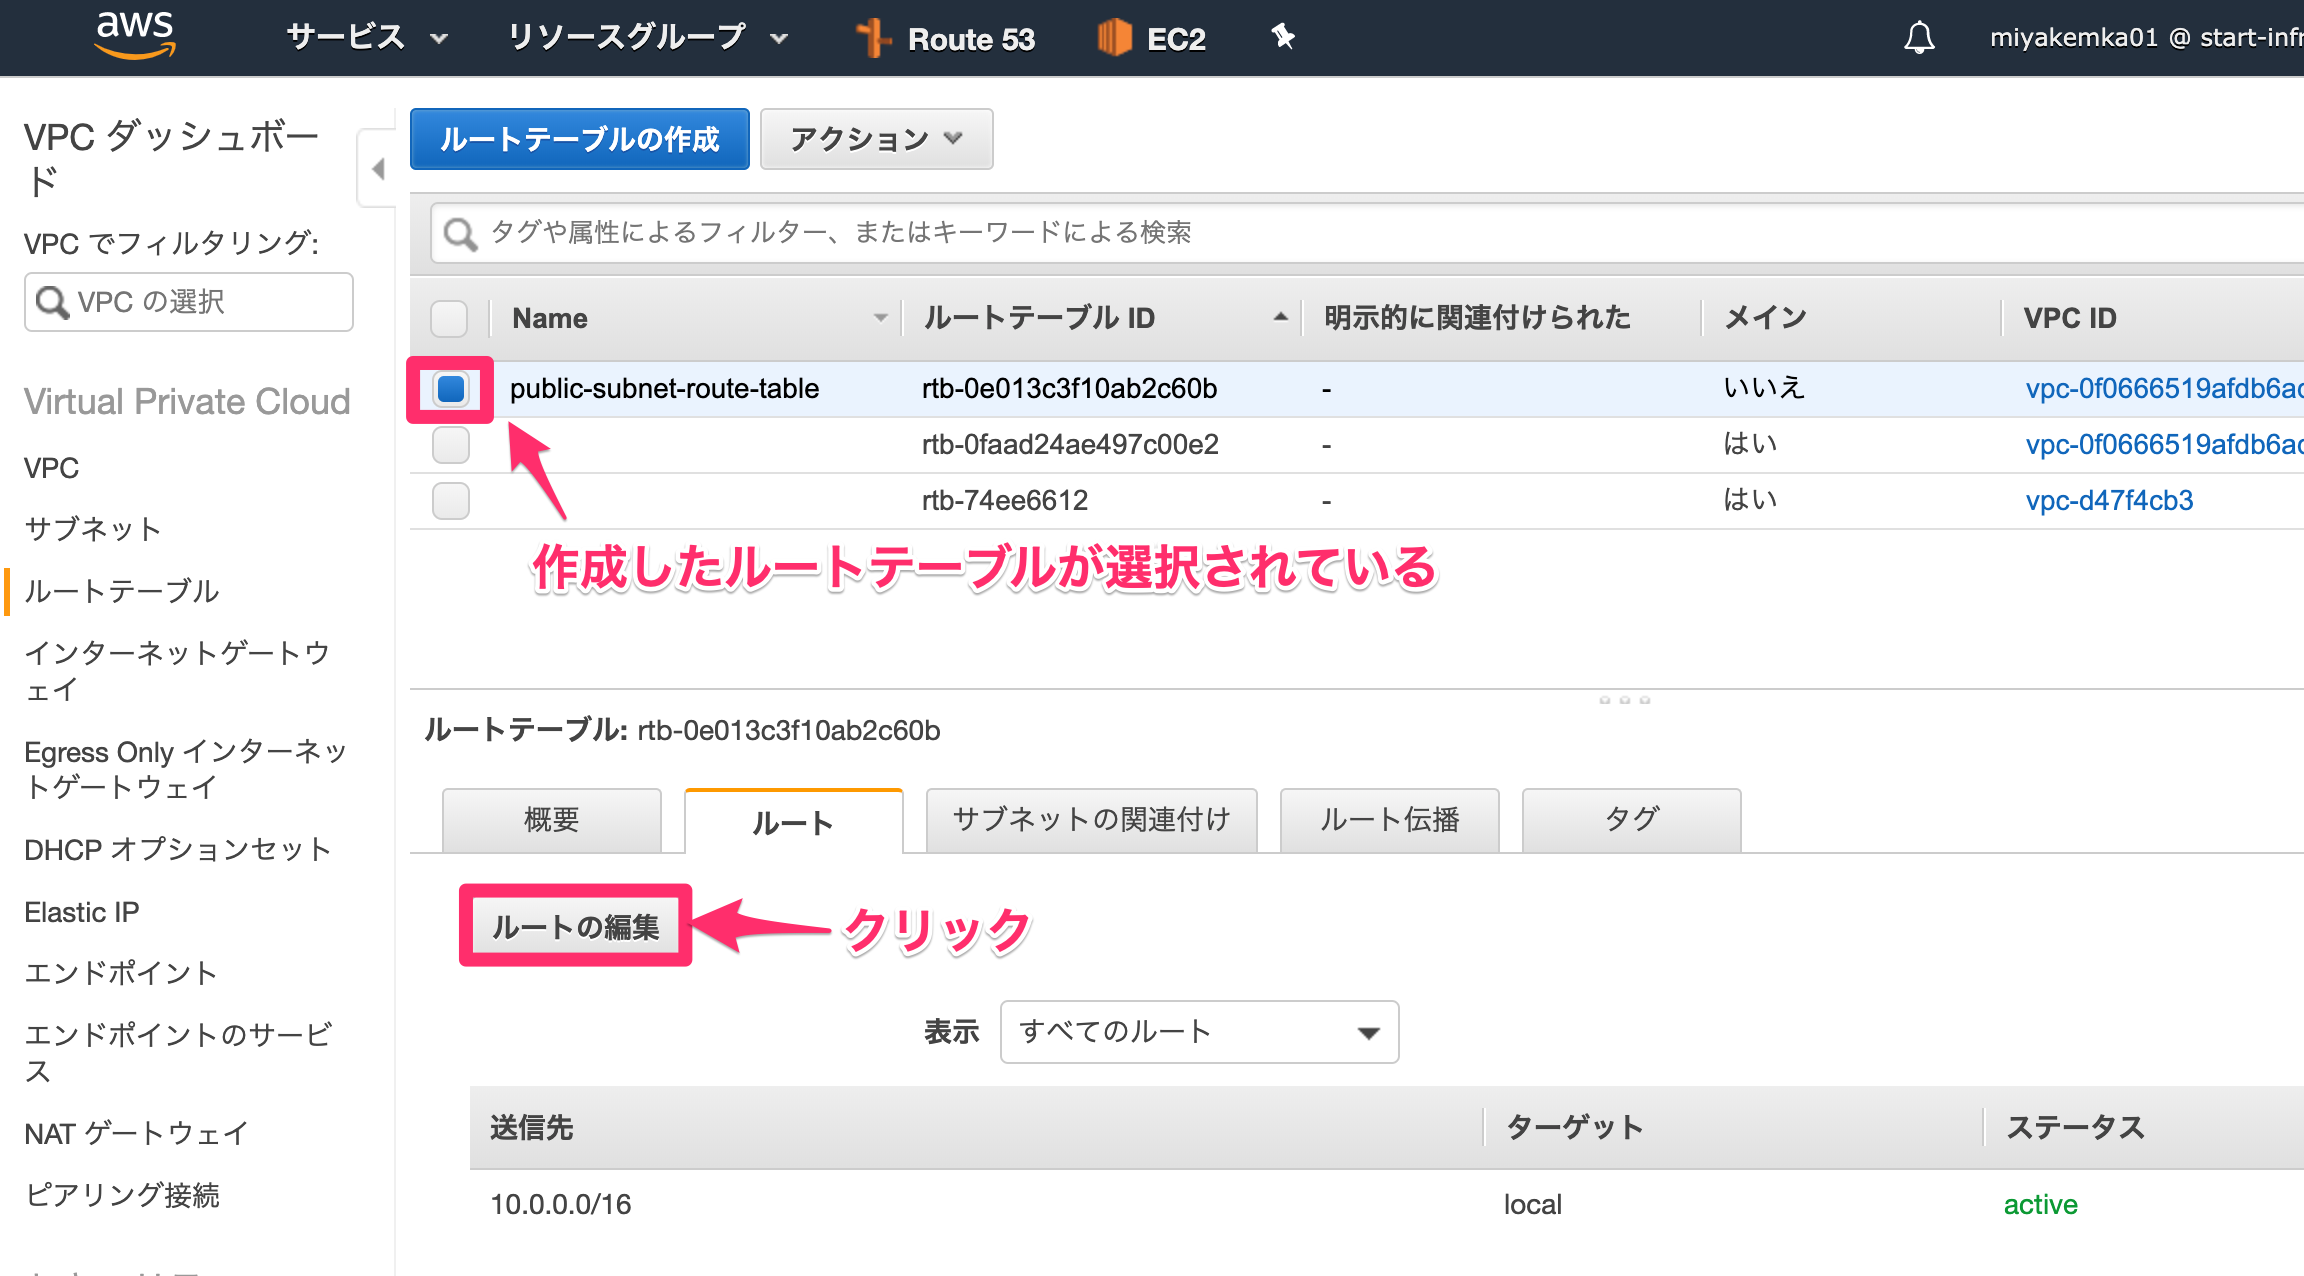 aws サービス リソースグループ Route 53 EC2 miyakemka01 @ start-infr
VPC ダッシュボー
ド
VPC でフィルタリング:
VPC の選択
Virtual Private Cloud
VPC
サブネット
ルートテーブル
インターネットゲートウ
ェイ
Egress Only インターネッ
トゲートウェイ
DHCP オプションセット
Elastic IP
エンドポイント
エンドポイントのサービ
ス
NAT ゲートウェイ
ピアリング接続
ルートテーブルの作成 アクション
タグや属性によるフィルター、またはキーワードによる検索
Name ルートテーブル ID 明示的に関連付けられた メイン VPC ID
public-subnet-route-table rtb-0e013c3f10ab2c60b - いいえ vpc-0f0666519afdb6ac
rtb-0faad24ae497c00e2 - はい vpc-0f0666519afdb6ac
rtb-74ee6612 - はい vpc-d47f4cb3
作成したルートテーブルが選択されている
ルートテーブル: rtb-0e013c3f10ab2c60b
概要 ルート サブネットの関連付け ルート伝播 タグ
ルートの編集 クリック
表示 すべてのルート
送信先 ターゲット ステータス
10.0.0.0/16 local active